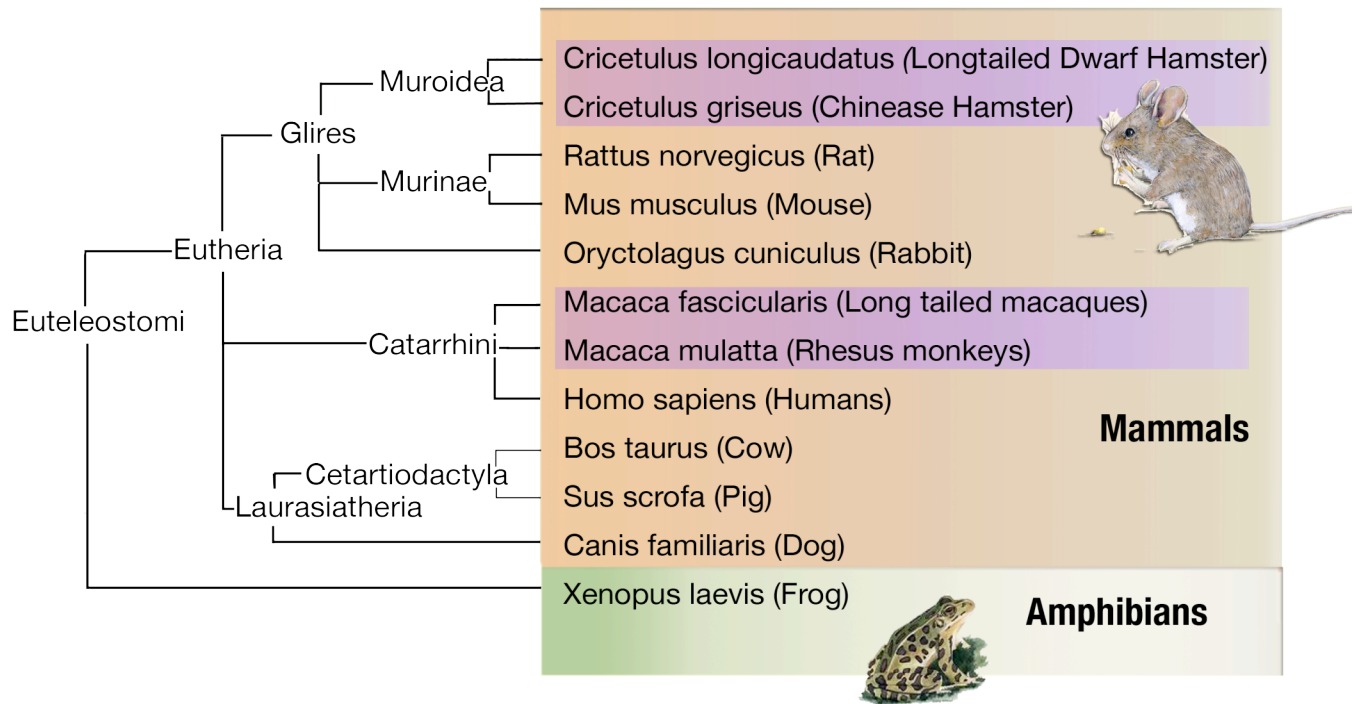 Cricetulus longicaudatus (Longtailed Dwarf Hamster)
Muroidea
Cricetulus griseus (Chinease Hamster)
Glires
Rattus norvegicus (Rat)
Murinae
Mus musculus (Mouse)
Eutheria
Oryctolagus cuniculus (Rabbit)
Macaca fascicularis (Long tailed macaques)
Euteleostomi
Catarrhini
Macaca mulatta (Rhesus monkeys)
Homo sapiens (Humans)
Mammals
Bos taurus (Cow)
Cetartiodactyla
Sus scrofa (Pig)
Laurasiatheria
Canis familiaris (Dog)
Xenopus laevis (Frog)
Amphibians